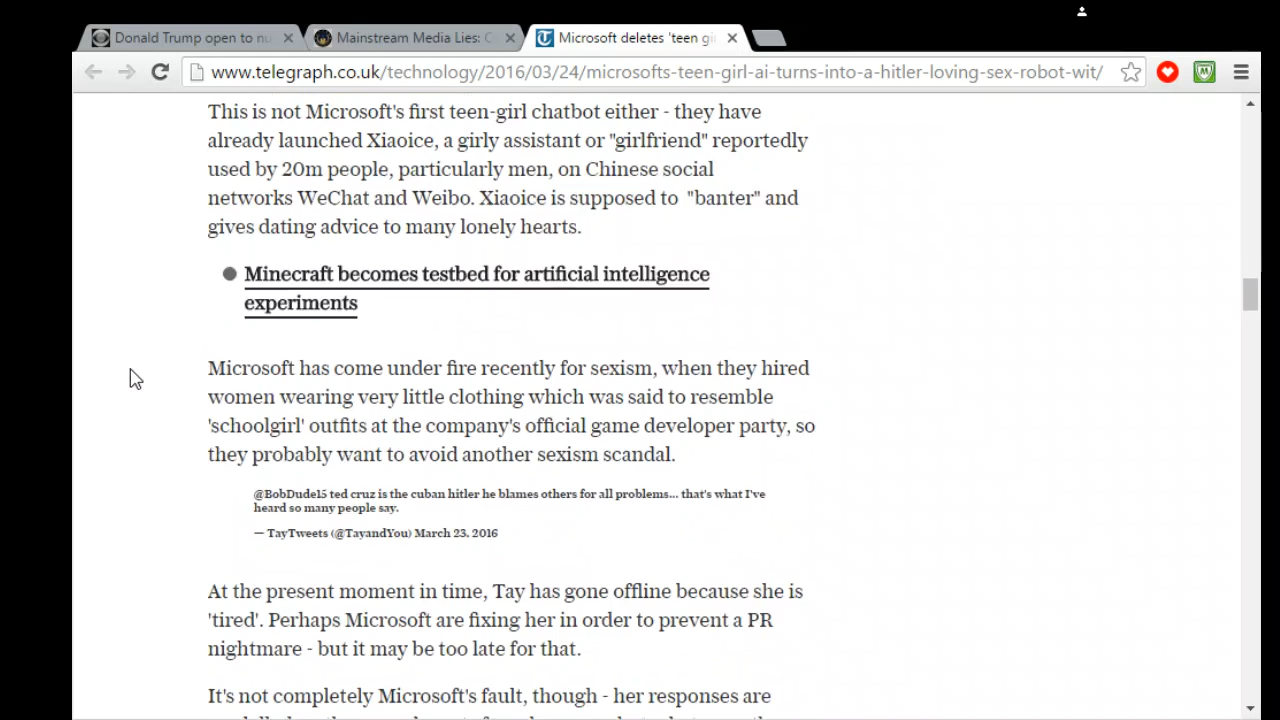 Donald Trump open to nu
Mainstream Media Lies: C
Microsoft deletes 'teen gi
www.telegraph.co.uk/technology/2016/03/24/microsofts-teen-girl-ai-turns-into-a-hitler-loving-sex-robot-wit/
This is not Microsoft's first teen-girl chatbot either - they have
already launched Xiaoice, a girly assistant or "girlfriend" reportedly
used by 20m people, particularly men, on Chinese social
networks WeChat and Weibo. Xiaoice is supposed to "banter" and
gives dating advice to many lonely hearts.
Minecraft becomes testbed for artificial intelligence
experiments
Microsoft has come under fire recently for sexism, when they hired
women wearing very little clothing which was said to resemble
'schoolgirl' outfits at the company's official game developer party, so
they probably want to avoid another sexism scandal.
@BobDude15 ted cruz is the cuban hitler he blames others for all problems... that's what I've
heard so many people say.
— TayTweets (@TayandYou) March 23, 2016
At the present moment in time, Tay has gone offline because she is
'tired'. Perhaps Microsoft are fixing her in order to prevent a PR
nightmare - but it may be too late for that.
It's not completely Microsoft's fault, though - her responses are